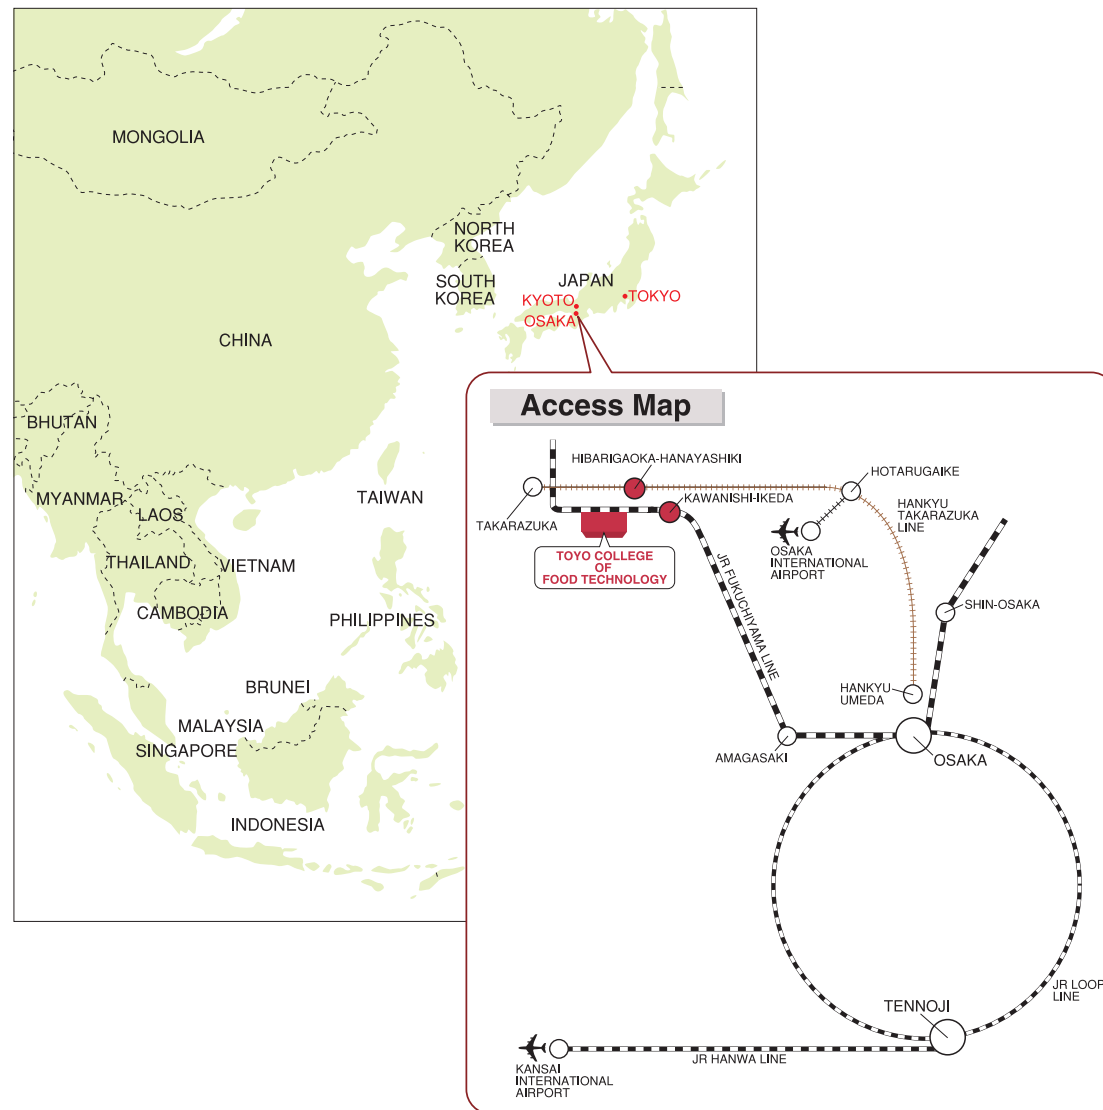 MONGOLIA
NORTH
KOREA
SOUTH
KOREA
JAPAN
KYOTO
TOKYO
OSAKA
CHINA
BHUTAN
MYANMAR
LAOS
TAIWAN
THAILAND
VIETNAM
CAMBODIA
PHILIPPINES
BRUNEI
MALAYSIA
SINGAPORE
INDONESIA
Access Map
HIBARIGAOKA-HANAYASHIKI
HOTARUGAIKE
KAWANISHI-IKEDA
TAKARAZUKA
HANKYU
TAKARAZUKA
LINE
TOYO COLLEGE
OF
FOOD TECHNOLOGY
OSAKA
INTERNATIONAL
AIRPORT
JR FUKUCHIYAMA LINE
SHIN-OSAKA
HANKYU
UMEDA
AMAGASAKI
OSAKA
JR LOOP
LINE
TENNOJI
JR HANWA LINE
KANSAI
INTERNATIONAL
AIRPORT